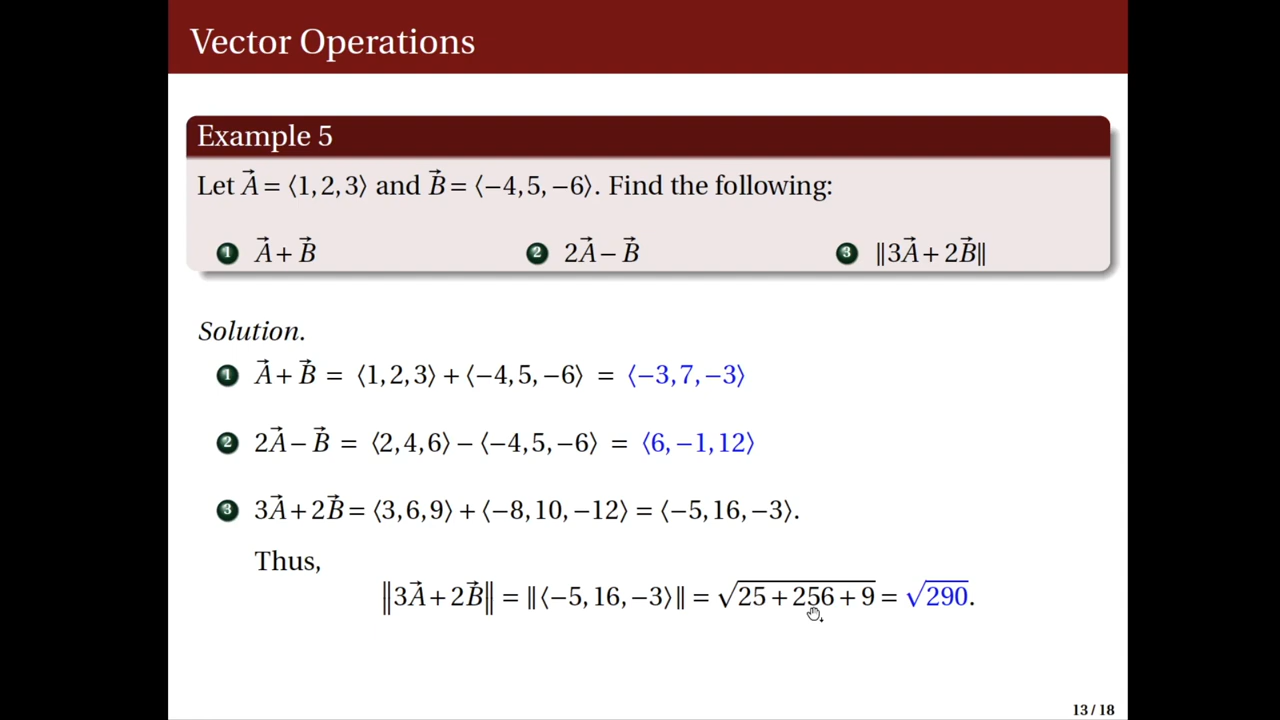 Vector Operations
Example 5
Let A⃗ = ⟨1, 2, 3⟩ and B⃗ = ⟨−4, 5, −6⟩. Find the following:
1 A⃗ + B⃗ 2 2A⃗ − B⃗ 3 ‖3A⃗ + 2B⃗‖
Solution.
1 A⃗ + B⃗ = ⟨1, 2, 3⟩ + ⟨−4, 5, −6⟩ = ⟨−3, 7, −3⟩
2 2A⃗ − B⃗ = ⟨2, 4, 6⟩ − ⟨−4, 5, −6⟩ = ⟨6, −1, 12⟩
3 3A⃗ + 2B⃗ = ⟨3, 6, 9⟩ + ⟨−8, 10, −12⟩ = ⟨−5, 16, −3⟩.
Thus,
‖3A⃗ + 2B⃗‖ = ‖⟨−5, 16, −3⟩‖ = √(25 + 256 + 9) = √290.
13 / 18